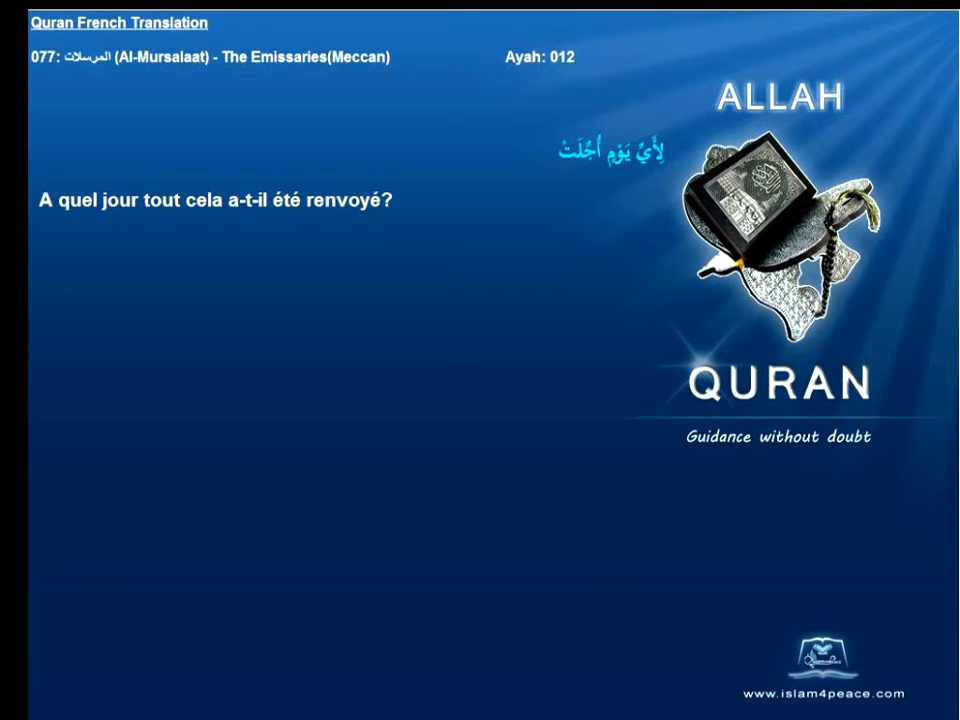 Quran French Translation
077: المرسلات (Al-Mursalaat) - The Emissaries(Meccan) Ayah: 012
ALLAH
لِأَيِّ يَوْمٍ أُجِّلَتْ
A quel jour tout cela a-t-il été renvoyé?
QURAN
Guidance without doubt
www.islam4peace.com